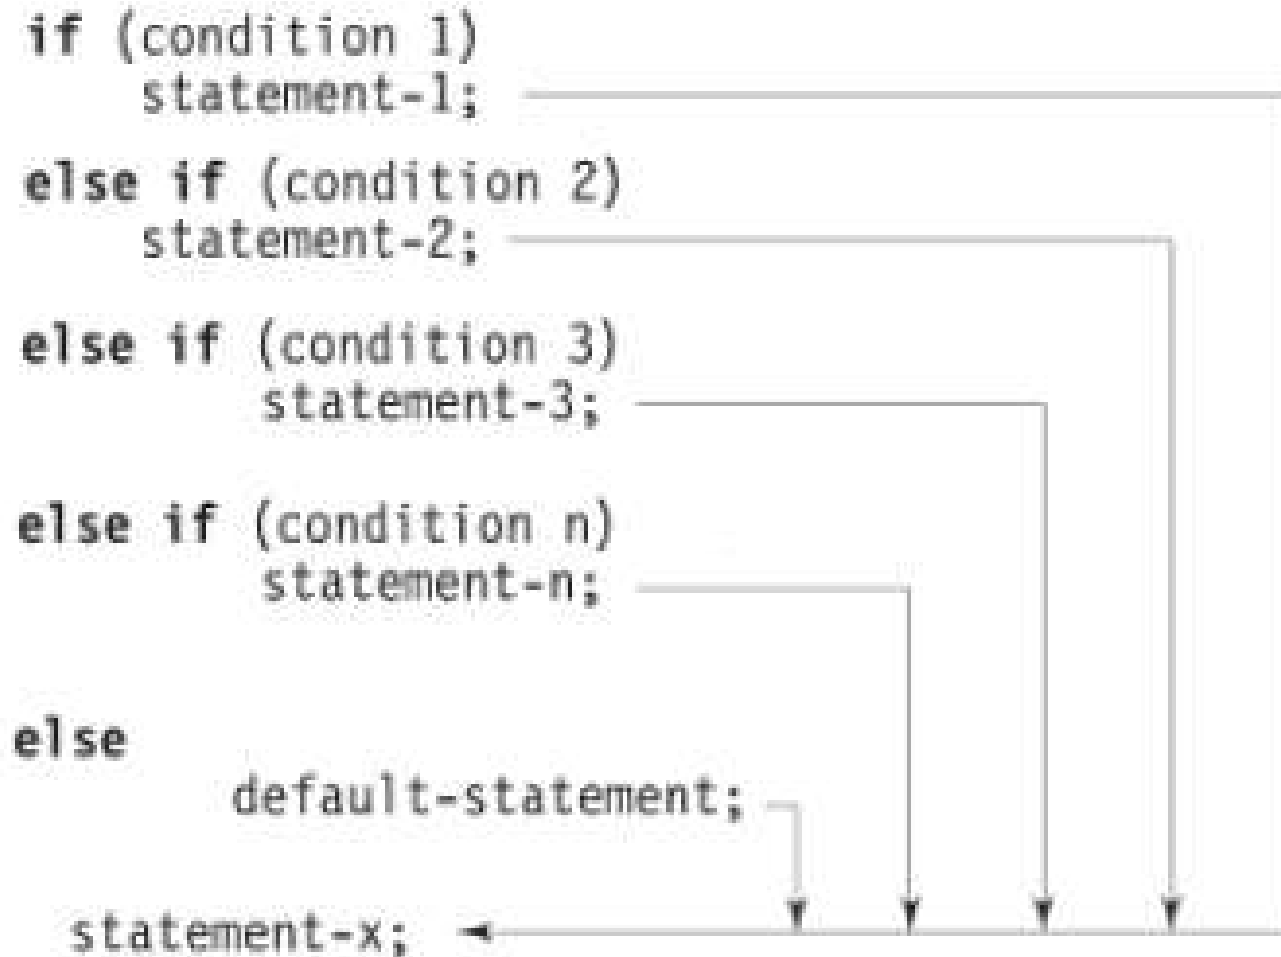 if (condition 1)
statement-1;
else if (condition 2)
statement-2;
else if (condition 3)
statement-3;
else if (condition n)
statement-n;
else
default-statement;
statement-x;